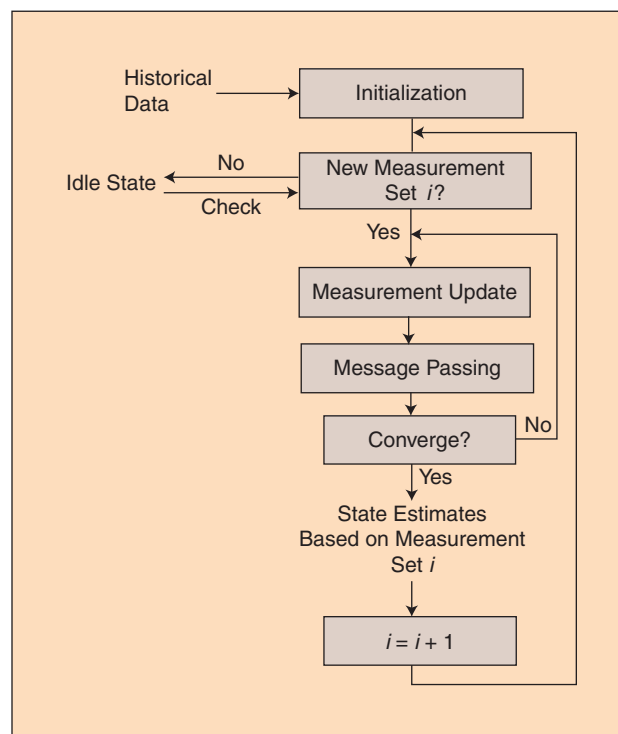 Historical
Data
Initialization
No
New Measurement
Set i?
Idle State
Check
Yes
Measurement Update
Message Passing
No
Converge?
Yes
State Estimates
Based on Measurement
Set i
i = i + 1